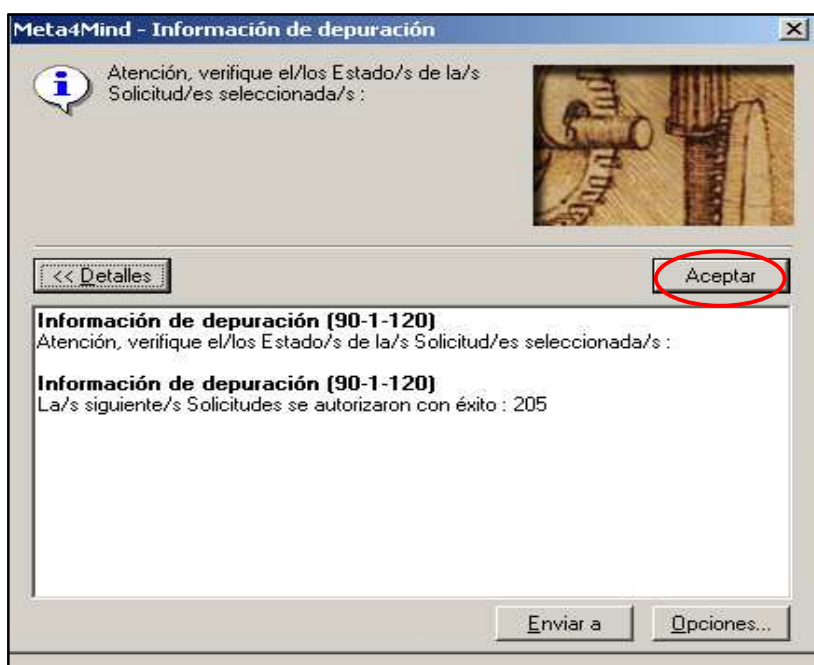 Meta4Mind - Información de depuración
Atención, verifique el/los Estado/s de la/s
Solicitud/es seleccionada/s :
<< Detalles
Aceptar
Información de depuración (90-1-120)
Atención, verifique el/los Estado/s de la/s Solicitud/es seleccionada/s :
Información de depuración (90-1-120)
La/s siguiente/s Solicitudes se autorizaron con éxito : 205
Enviar a
Opciones...